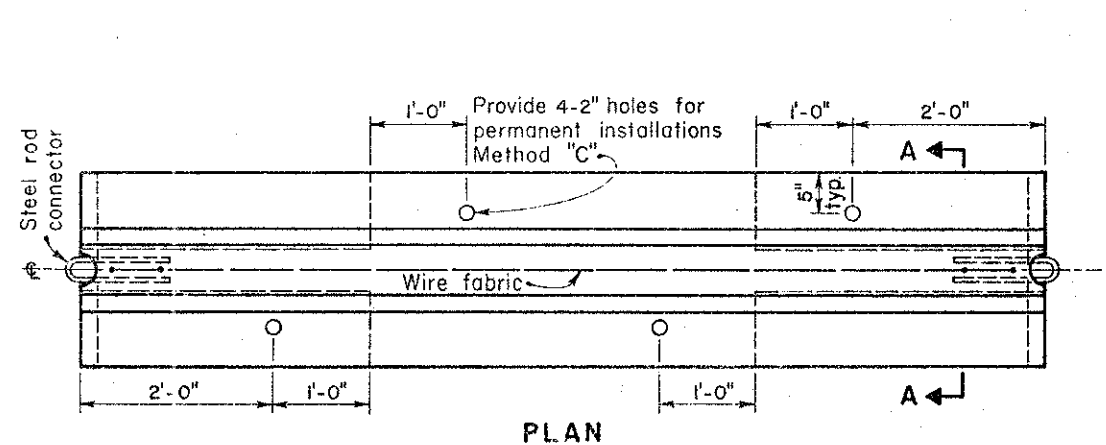 1'-0"
Provide 4-2" holes for
permanent installations
Method "C"
1'-0"
2'-0"
A
5"
typ.
Steel rod
connector
℄
Wire fabric
2'-0"
1'-0"
1'-0"
A
PLAN